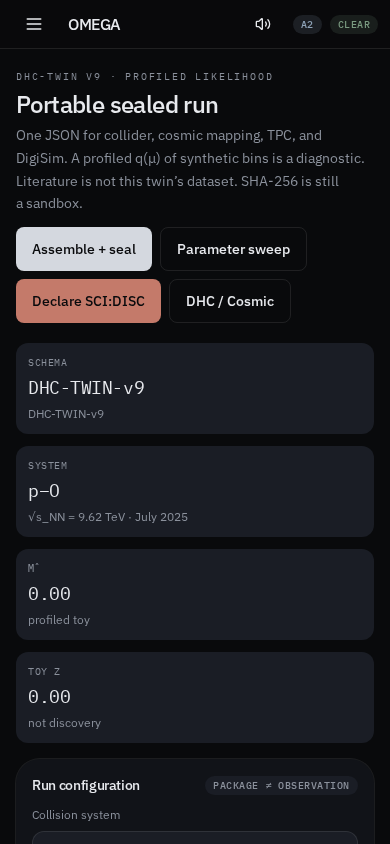 OMEGA
A2
CLEAR
DHC-TWIN V9 · PROFILED LIKELIHOOD
Portable sealed run
One JSON for collider, cosmic mapping, TPC, and
DigiSim. A profiled q(μ) of synthetic bins is a diagnostic.
Literature is not this twin’s dataset. SHA-256 is still
a sandbox.
Assemble + seal
Parameter sweep
Declare SCI:DISC
DHC / Cosmic
SCHEMA
DHC-TWIN-v9
DHC-TWIN-v9
SYSTEM
p–O
√s_NN = 9.62 TeV · July 2025
Μ̂
0.00
profiled toy
TOY Z
0.00
not discovery
Run configuration
PACKAGE ≠ OBSERVATION
Collision system